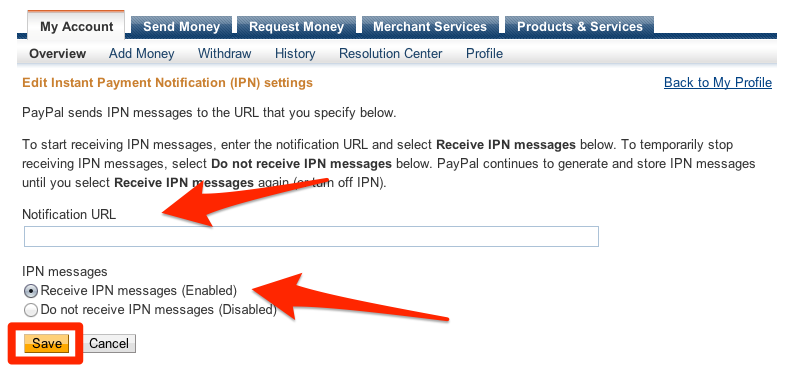 My Account Send Money Request Money Merchant Services Products & Services
Overview Add Money Withdraw History Resolution Center Profile
Edit Instant Payment Notification (IPN) settings Back to My Profile
PayPal sends IPN messages to the URL that you specify below.
To start receiving IPN messages, enter the notification URL and select Receive IPN messages below. To temporarily stop
receiving IPN messages, select Do not receive IPN messages below. PayPal continues to generate and store IPN messages
until you select Receive IPN messages again (or turn off IPN).
Notification URL
IPN messages
Receive IPN messages (Enabled)
Do not receive IPN messages (Disabled)
Save Cancel